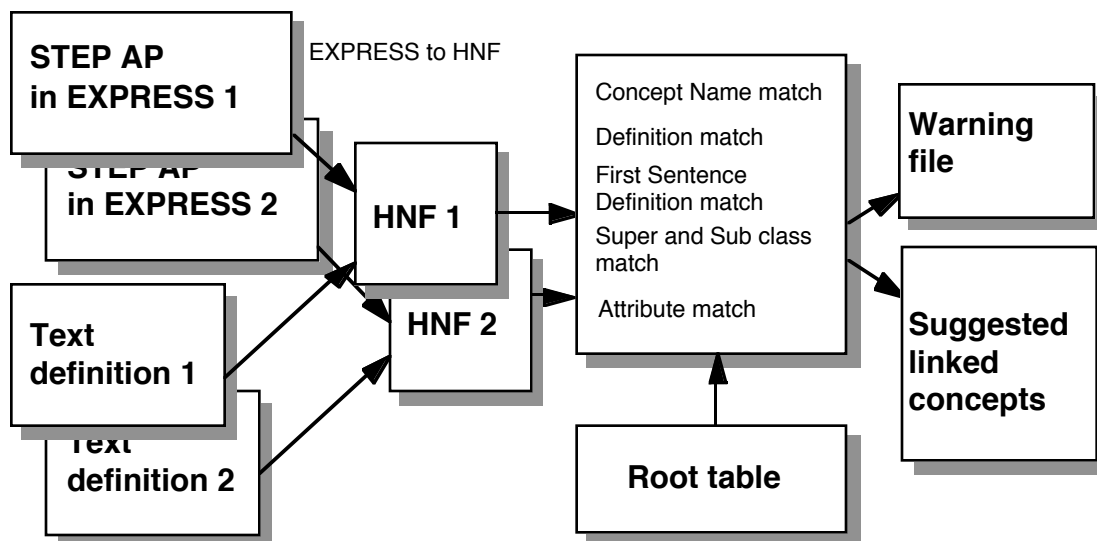 STEP AP
in EXPRESS 1
EXPRESS to HNF
STEP AP
in EXPRESS 2
Text
definition 1
Text
definition 2
HNF 1
HNF 2
Concept Name match
Definition match
First Sentence
Definition match
Super and Sub class
match
Attribute match
Root table
Warning
file
Suggested
linked
concepts